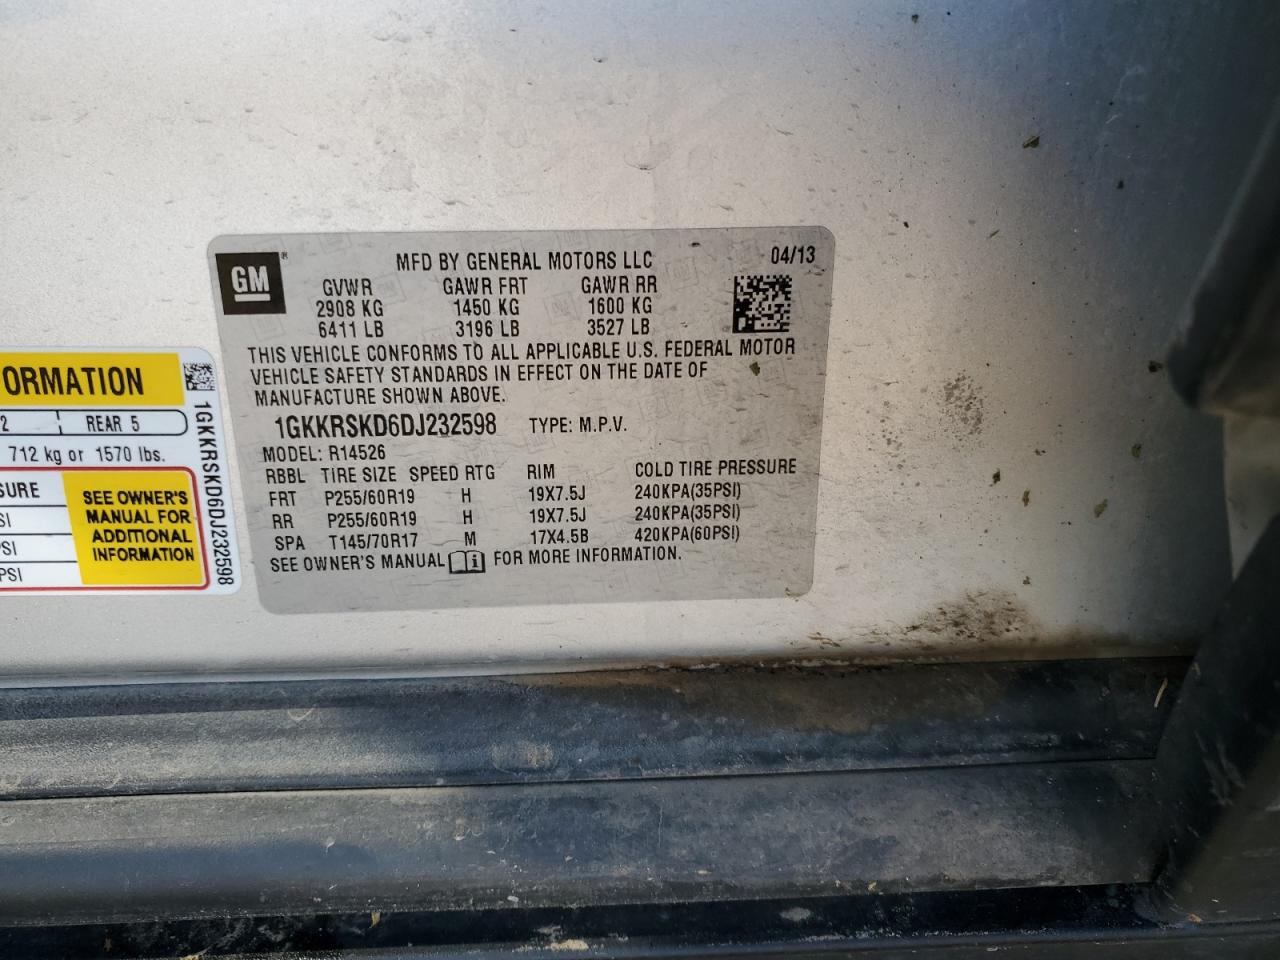 GM ®
MFD BY GENERAL MOTORS LLC 04/13
GVWR GAWR FRT GAWR RR
2908 KG 1450 KG 1600 KG
6411 LB 3196 LB 3527 LB
THIS VEHICLE CONFORMS TO ALL APPLICABLE U.S. FEDERAL MOTOR
VEHICLE SAFETY STANDARDS IN EFFECT ON THE DATE OF
MANUFACTURE SHOWN ABOVE.
1GKKRSKD6DJ232598 TYPE: M.P.V.
MODEL: R14526
RBBL TIRE SIZE SPEED RTG RIM COLD TIRE PRESSURE
FRT P255/60R19 H 19X7.5J 240KPA(35PSI)
RR P255/60R19 H 19X7.5J 240KPA(35PSI)
SPA T145/70R17 M 17X4.5B 420KPA(60PSI)
SEE OWNER'S MANUAL i FOR MORE INFORMATION.
ORMATION
2 REAR 5
712 kg or 1570 lbs.
SURE
SI
PSI
PSI
SEE OWNER'S
MANUAL FOR
ADDITIONAL
INFORMATION
1GKKRSKD6DJ232598